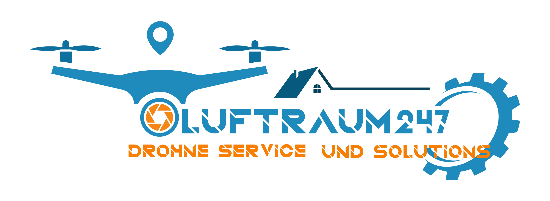 LUFTRAUM247
DROHNE SERVICE UND SOLUTIONS